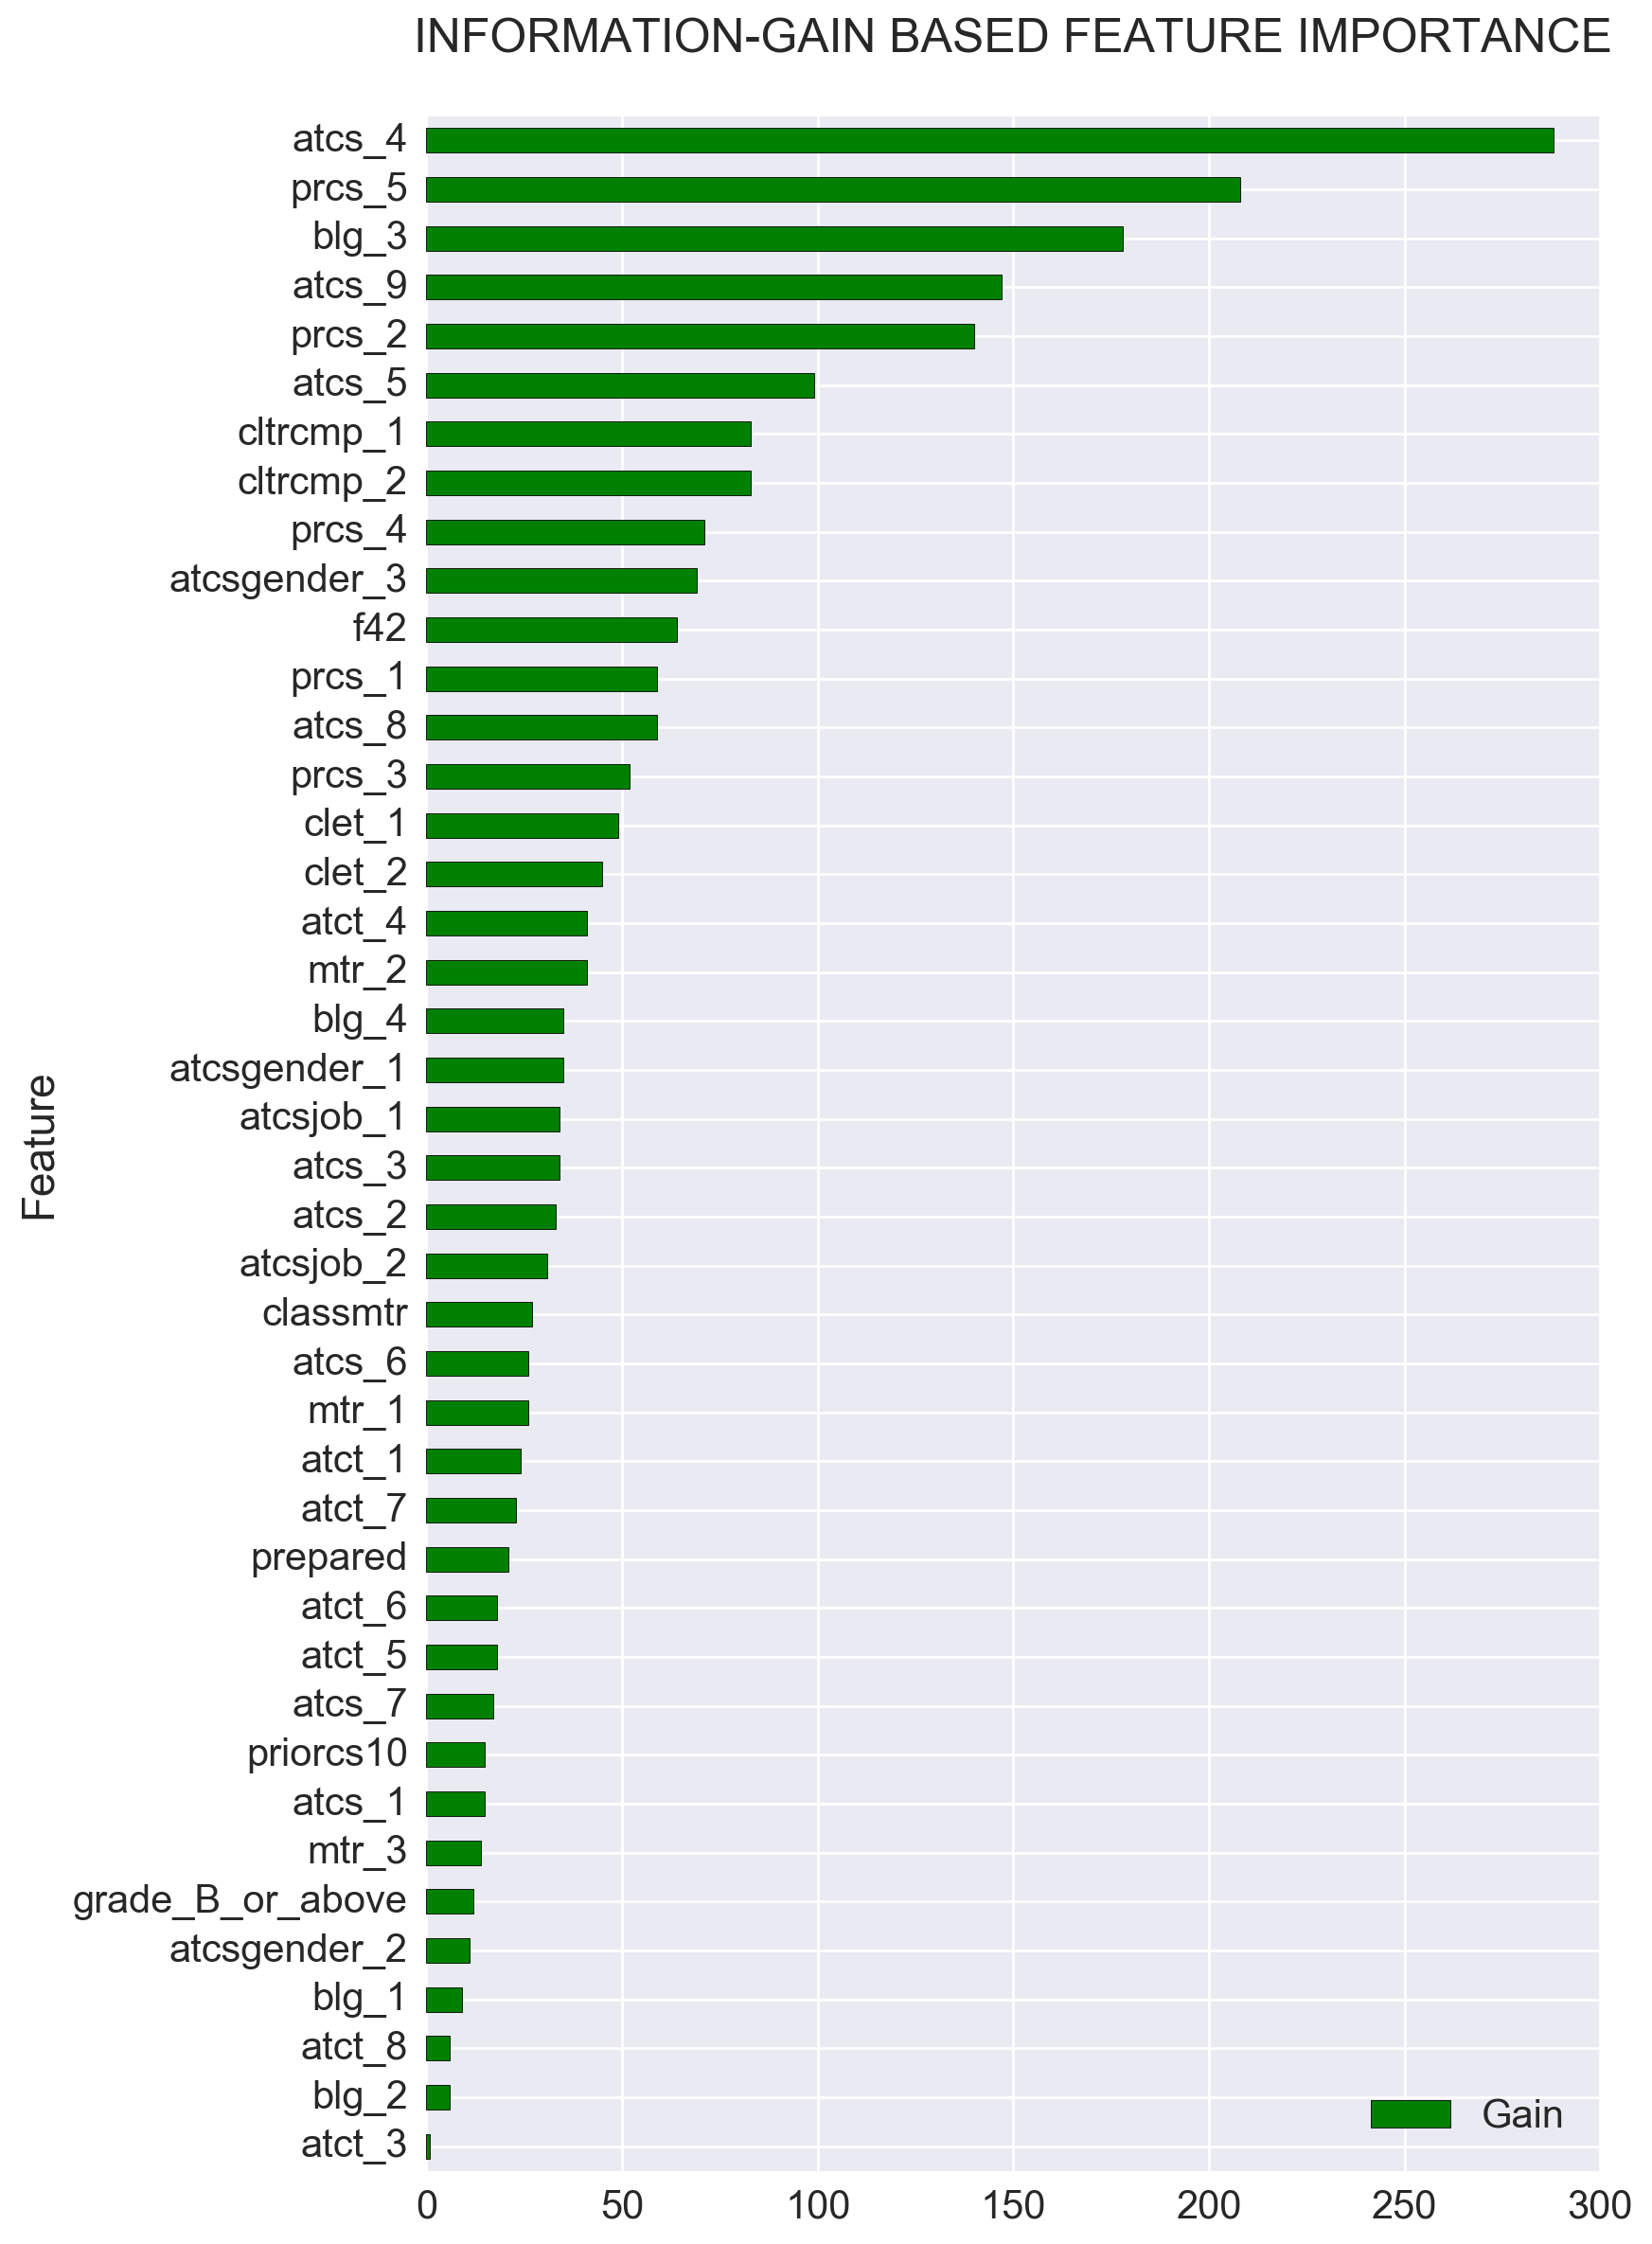 INFORMATION-GAIN BASED FEATURE IMPORTANCE
atcs_4
prcs_5
blg_3
atcs_9
prcs_2
atcs_5
cltrcmp_1
cltrcmp_2
prcs_4
atcsgender_3
f42
prcs_1
atcs_8
prcs_3
clet_1
clet_2
atct_4
mtr_2
blg_4
atcsgender_1
atcsjob_1
atcs_3
atcs_2
atcsjob_2
classmtr
atcs_6
mtr_1
atct_1
atct_7
prepared
atct_6
atct_5
atcs_7
priorcs10
atcs_1
mtr_3
grade_B_or_above
atcsgender_2
blg_1
atct_8
blg_2
atct_3
Feature
Gain
0 50 100 150 200 250 300